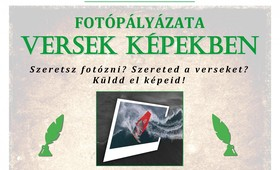 FOTÓPÁLYÁZATA
VERSEK KÉPEKBEN
Szeretsz fotózni? Szereted a verseket?
Küldd el képeid!